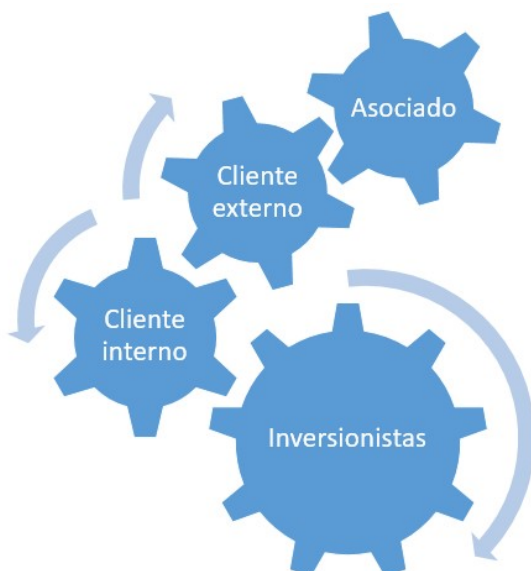 Asociado
Cliente
externo
Cliente
interno
Inversionistas